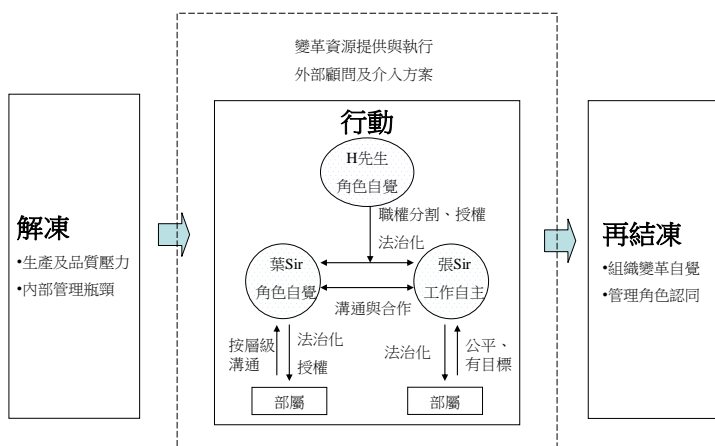 變革資源提供與執行
外部顧問及介入方案
解凍
•生產及品質壓力
•內部管理瓶頸
行動
H先生
角色自覺
職權分割、授權
法治化
葉Sir
角色自覺
張Sir
工作自主
溝通與合作
按層級
溝通
法治化
授權
法治化
公平、
有目標
部屬
部屬
再結凍
•組織變革自覺
•管理角色認同